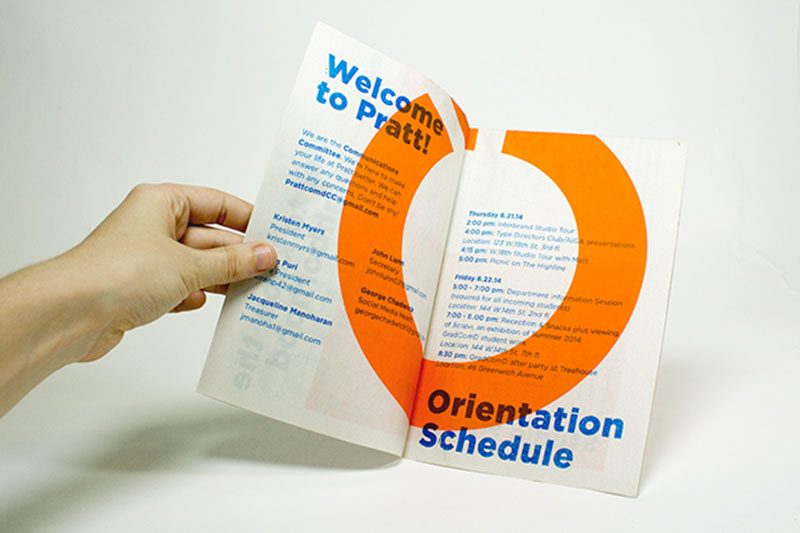 Welcome
to Pratt!
We are the Communications
Committee. We're here to make
your life at Pratt better. We can
answer any questions and help
with any concerns. Don't be shy!
PrattcomdCC@gmail.com
Kristen Myers
President
kristenmyrs@gmail.com
Puri
President
Jacqueline Manoharan
Treasurer
jmanoha1@gmail.com
John Lunn
Secretary
George Chadwick
Social Media Head
Thursday 8.21.14
2:00 pm: Interbrand Studio Tour
4:00 pm: Type Directors Club/AIGA presentations
Location: 123 W.18th St, 3rd fl.
4:15 pm: W.18th Studio Tour with Matt
5:00 pm: Picnic on The Highline
Friday 8.22.14
5:00 - 7:00 pm: Department Information Session
(required for all incoming students)
Location: 144 W.14th St, 2nd fl.
7:00 - 8:00 pm: Reception & Snacks plus viewing
of Scope, an exhibition of Summer 2014
GradComD student work
Location: 144 W.14th St, 7th fl.
8:30 pm: GradComD after party at Treehouse
Location: 46 Greenwich Avenue
Orientation
Schedule